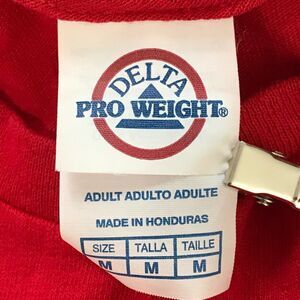 DELTA
PRO WEIGHT®
ADULT ADULTO ADULTE
MADE IN HONDURAS
SIZE TALLA TAILLE
M M M